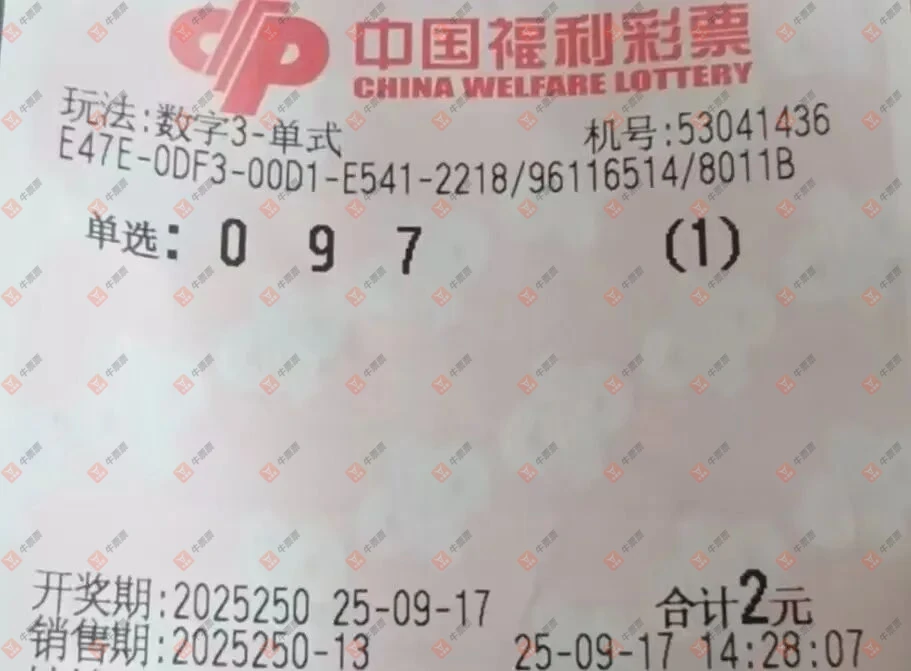 中国福利彩票
CHINA WELFARE LOTTERY
玩法:数字3-单式 机号:53041436
E47E-0DF3-00D1-E541-2218/96116514/8011B
单选: 0 9 7 (1)
开奖期:2025250 25-09-17 合计2元
销售期:2025250-13 25-09-17 14:28:07